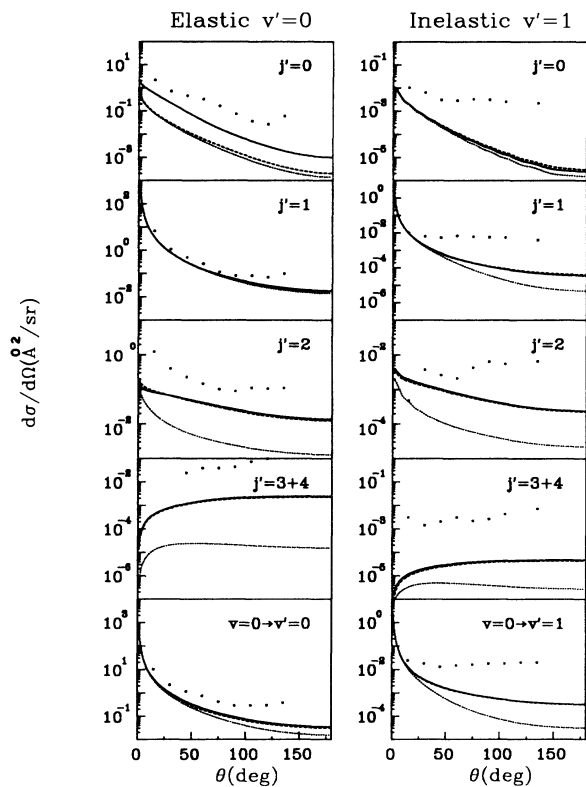 Elastic v'=0
Inelastic v'=1
dσ/dΩ(Å²/sr)
j'=0
10¹
10⁻¹
10⁻³
j'=0
10⁻²
10⁻⁵
j'=1
10²
10⁰
10⁻²
j'=1
10⁰
10⁻²
10⁻⁴
10⁻⁶
j'=2
10⁰
10⁻²
j'=2
10⁻²
10⁻⁴
j'=3+4
10⁻²
10⁻⁴
10⁻⁶
j'=3+4
10⁻¹
10⁻³
10⁻⁵
v=0→v'=0
10³
10¹
10⁻¹
v=0→v'=1
10⁰
10⁻²
10⁻⁴
0 50 100 150
θ(deg)
0 50 100 150
θ(deg)